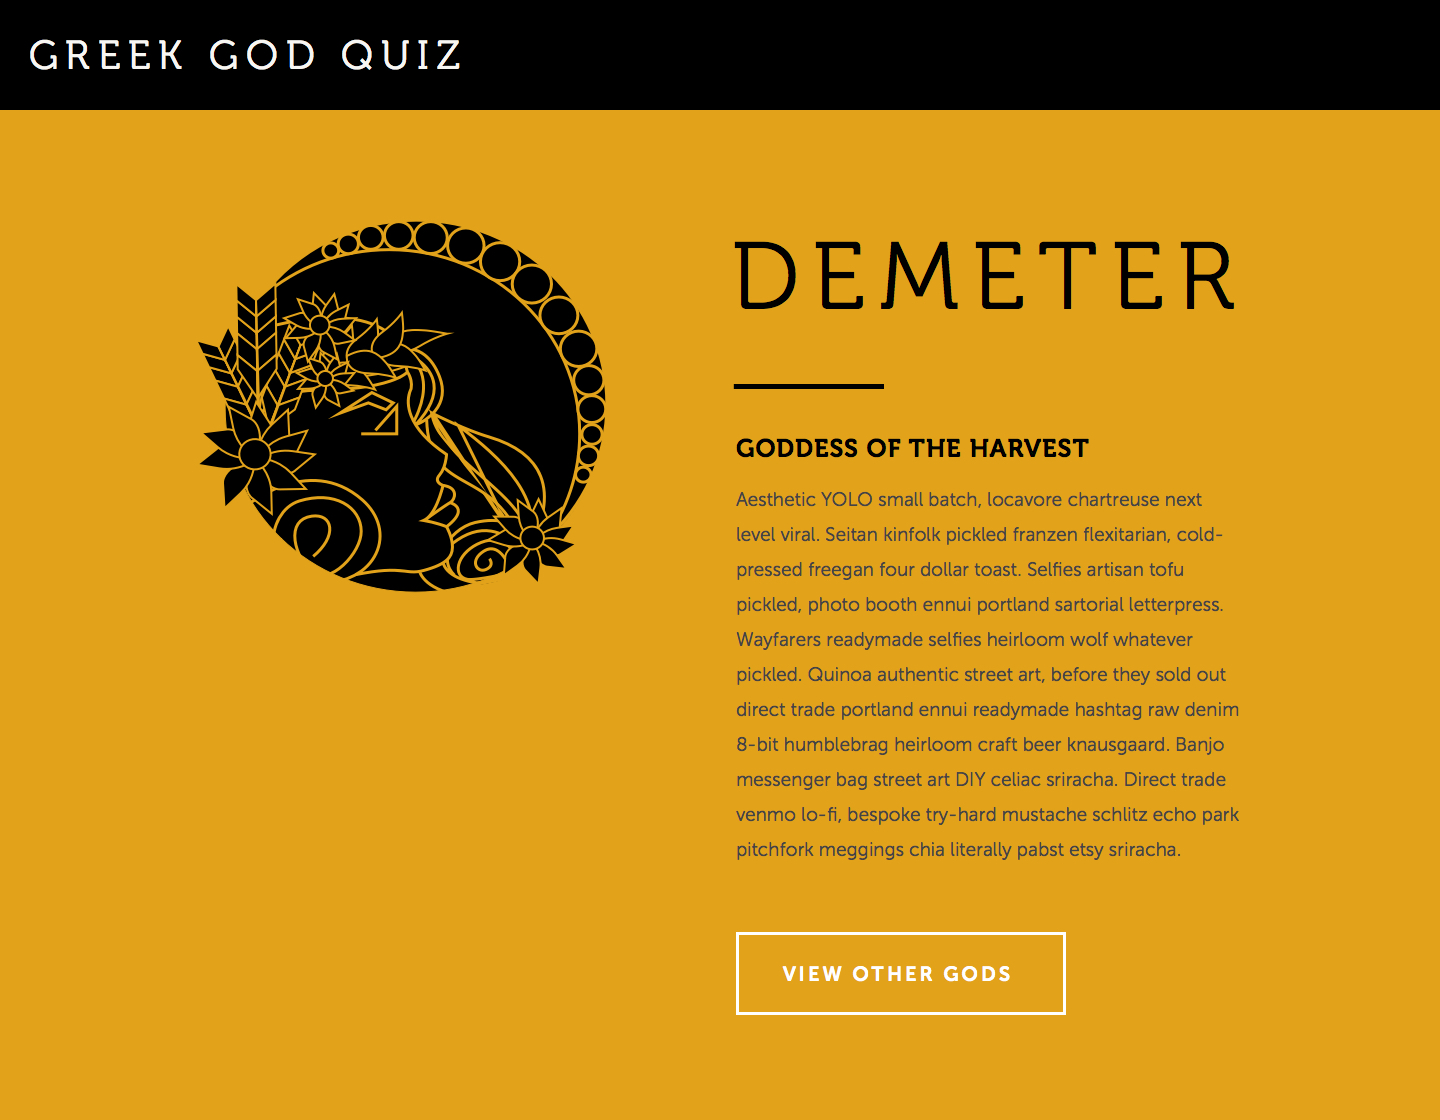 GREEK GOD QUIZ
DEMETER
GODDESS OF THE HARVEST
Aesthetic YOLO small batch, locavore chartreuse next
level viral. Seitan kinfolk pickled franzen flexitarian, cold-
pressed freegan four dollar toast. Selfies artisan tofu
pickled, photo booth ennui portland sartorial letterpress.
Wayfarers readymade selfies heirloom wolf whatever
pickled. Quinoa authentic street art, before they sold out
direct trade portland ennui readymade hashtag raw denim
8-bit humblebrag heirloom craft beer knausgaard. Banjo
messenger bag street art DIY celiac sriracha. Direct trade
venmo lo-fi, bespoke try-hard mustache schlitz echo park
pitchfork meggings chia literally pabst etsy sriracha.
VIEW OTHER GODS